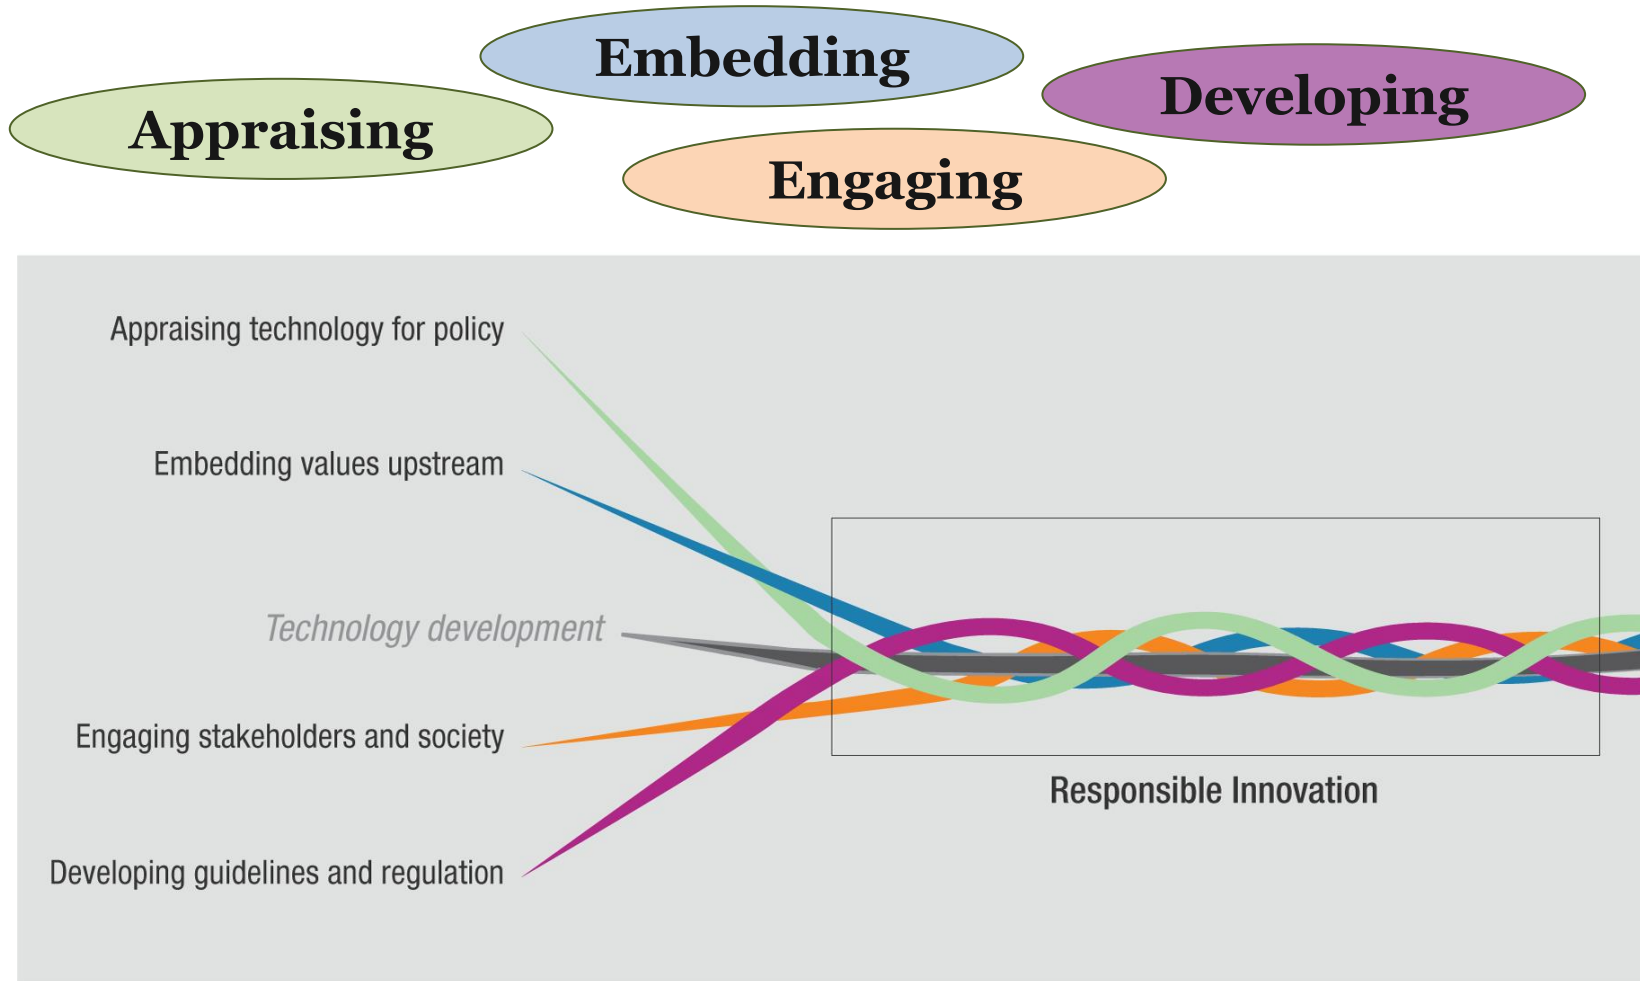 Embedding
Developing
Appraising
Engaging
Appraising technology for policy
Embedding values upstream
Technology development
Engaging stakeholders and society
Responsible Innovation
Developing guidelines and regulation